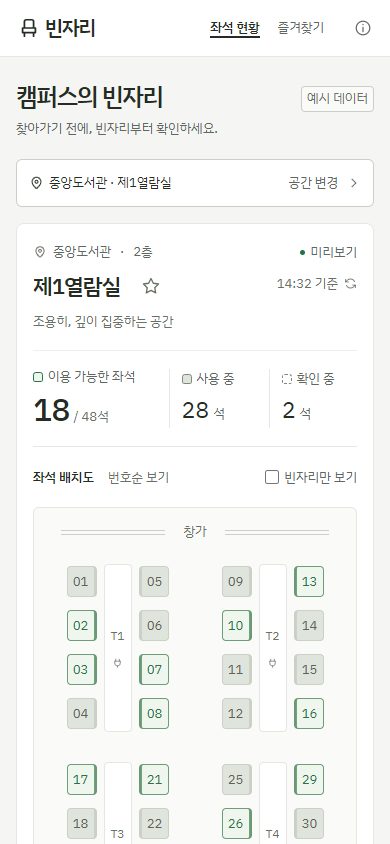 빈자리 좌석 현황 즐겨찾기
캠퍼스의 빈자리 예시 데이터
찾아가기 전에, 빈자리부터 확인하세요.
중앙도서관 · 제1열람실 공간 변경
중앙도서관 · 2층 미리보기
제1열람실 14:32 기준
조용히, 깊이 집중하는 공간
이용 가능한 좌석 사용 중 확인 중
18 / 48석 28 석 2 석
좌석 배치도 번호순 보기 빈자리만 보기
창가
01 05 09 13
02 06 10 14
T1 T2
03 07 11 15
04 08 12 16
17 21 25 29
18 22 26 30
T3 T4